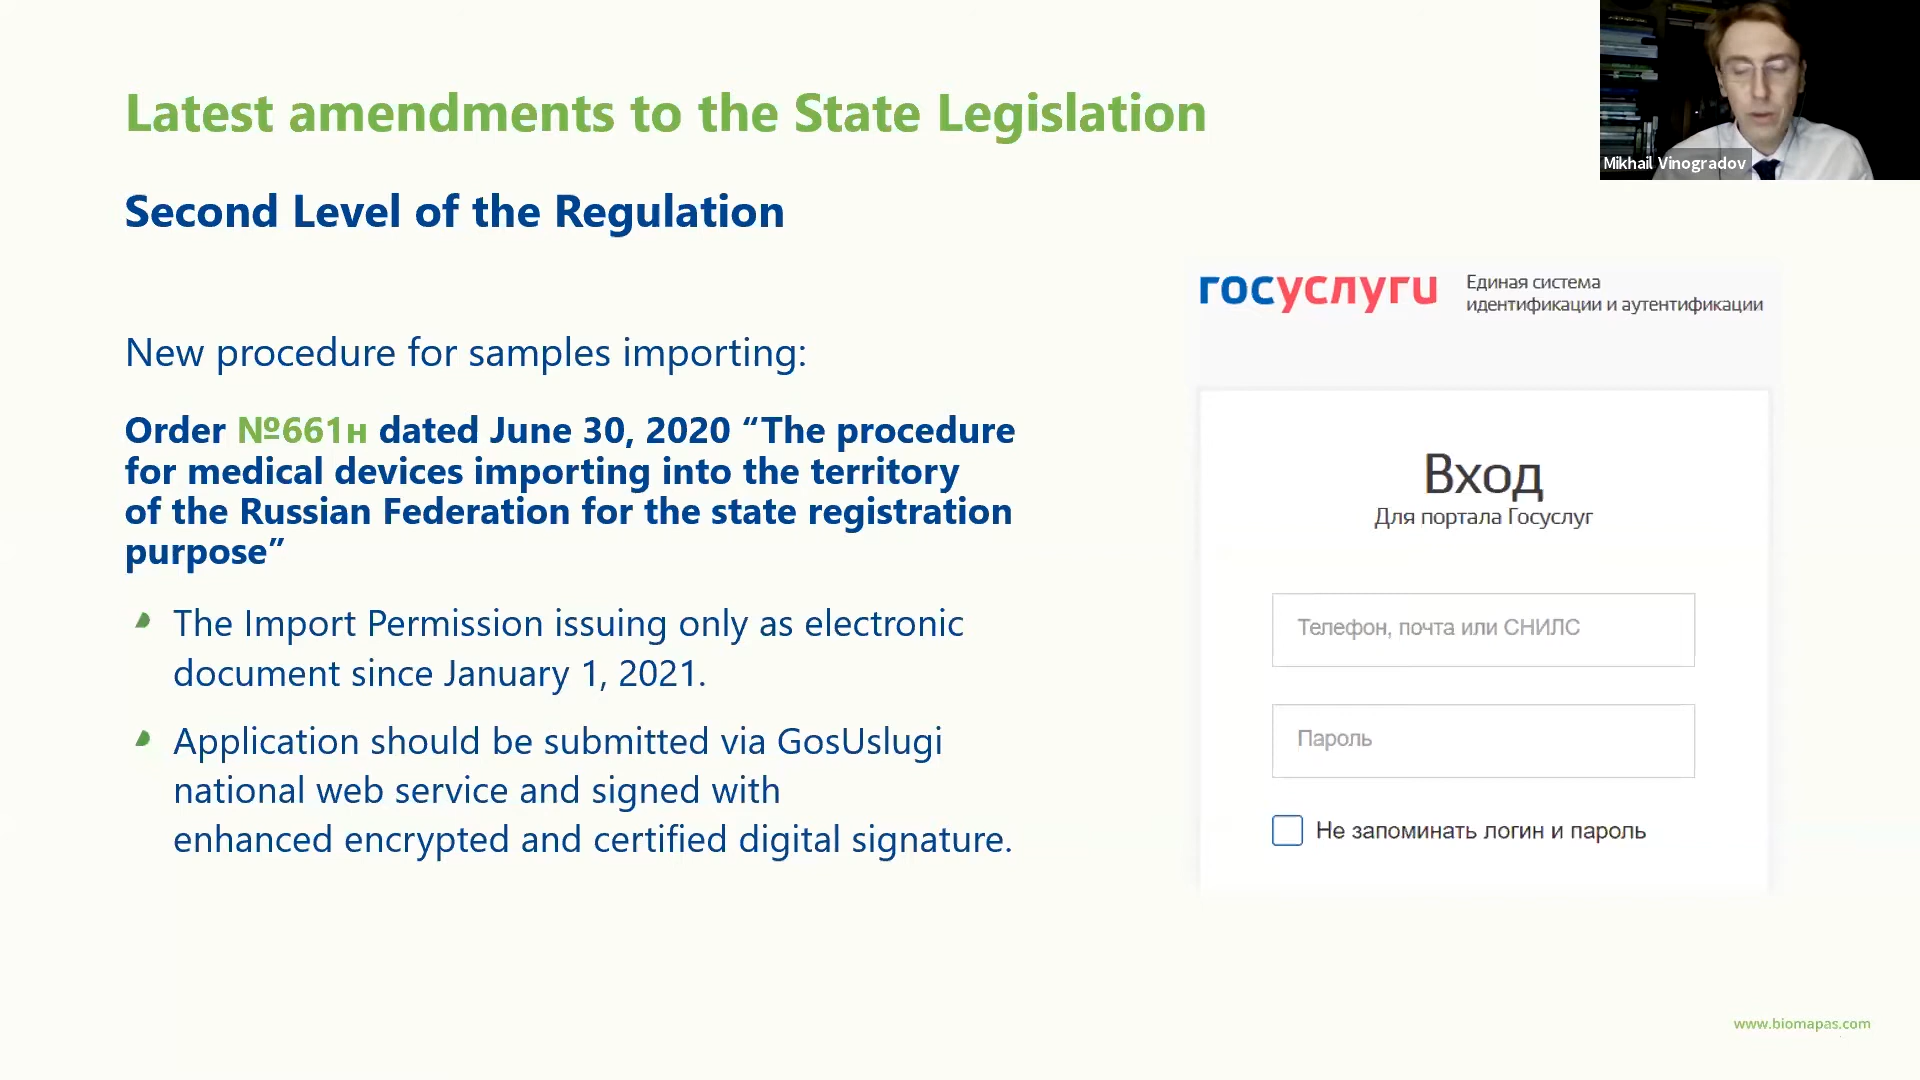 Latest amendments to the State Legislation
Mikhail Vinogradov
Second Level of the Regulation
New procedure for samples importing:
Order №661н dated June 30, 2020 “The procedure
for medical devices importing into the territory
of the Russian Federation for the state registration
purpose”
The Import Permission issuing only as electronic
document since January 1, 2021.
Application should be submitted via GosUslugi
national web service and signed with
enhanced encrypted and certified digital signature.
госуслуги
Единая система
идентификации и аутентификации
Вход
Для портала Госуслуг
Телефон, почта или СНИЛС
Пароль
Не запоминать логин и пароль
www.biomapas.com